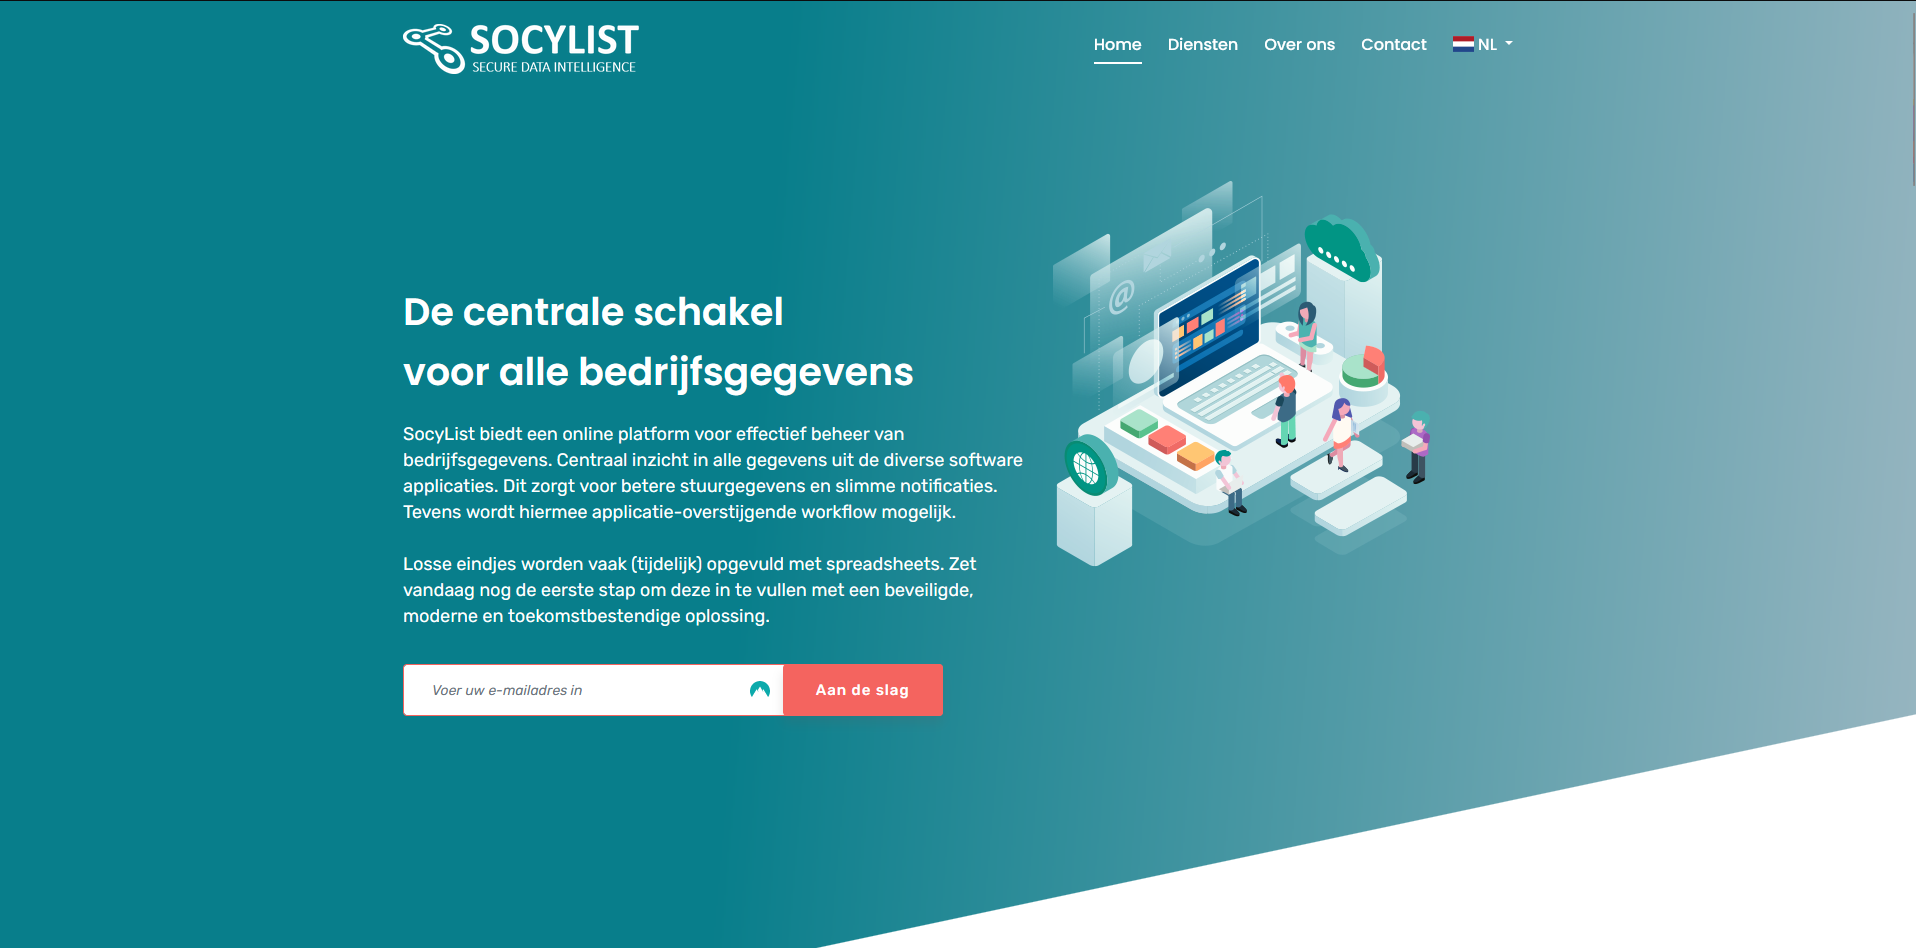 SOCYLIST
SECURE DATA INTELLIGENCE
Home
Diensten
Over ons
Contact
NL
De centrale schakel
voor alle bedrijfsgegevens
SocyList biedt een online platform voor effectief beheer van
bedrijfsgegevens. Centraal inzicht in alle gegevens uit de diverse software
applicaties. Dit zorgt voor betere stuurgegevens en slimme notificaties.
Tevens wordt hiermee applicatie-overstijgende workflow mogelijk.
Losse eindjes worden vaak (tijdelijk) opgevuld met spreadsheets. Zet
vandaag nog de eerste stap om deze in te vullen met een beveiligde,
moderne en toekomstbestendige oplossing.
Voer uw e-mailadres in
Aan de slag
@